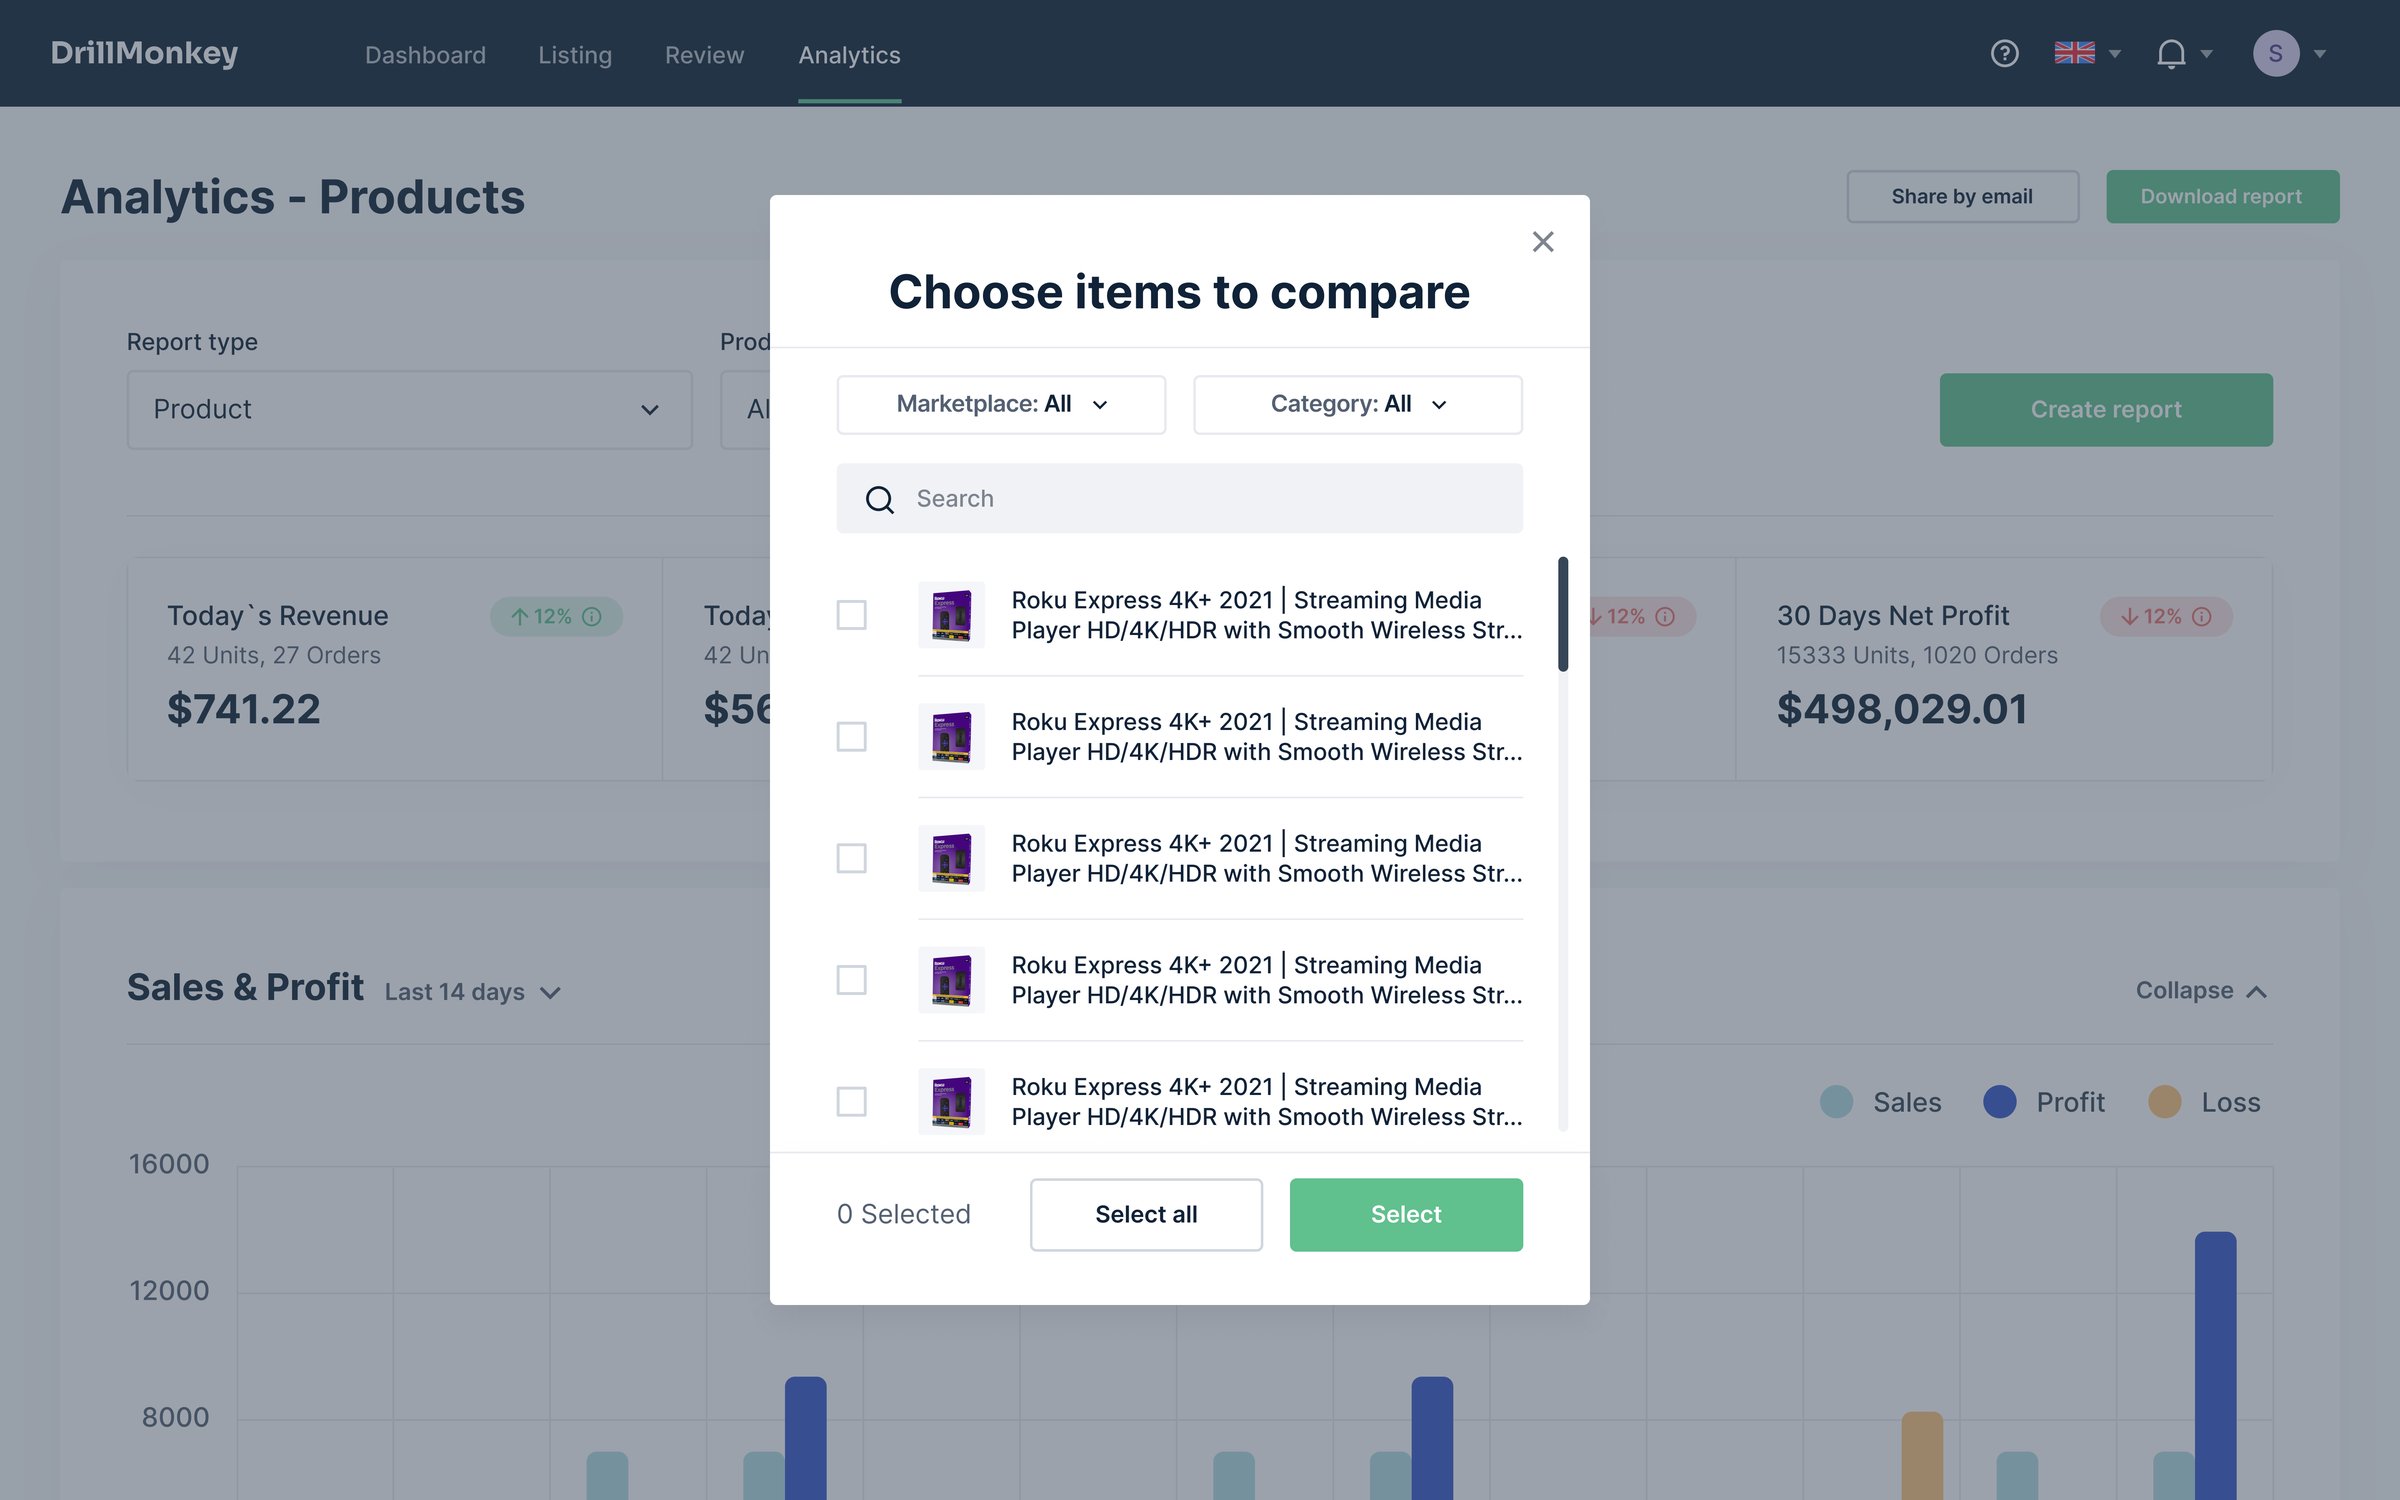 DrillMonkey
Dashboard
Listing
Review
Analytics
S
Analytics - Products
Share by email
Download report
Report type
Prod
Product
Al
Create report
Today`s Revenue
12%
42 Units, 27 Orders
$741.22
Today
42 Un
$56
12%
30 Days Net Profit
12%
15333 Units, 1020 Orders
$498,029.01
Sales & Profit
Last 14 days
Collapse
Sales
Profit
Loss
16000
12000
8000
Choose items to compare
Marketplace: All
Category: All
Search
Roku Express 4K+ 2021 | Streaming Media
Player HD/4K/HDR with Smooth Wireless Str...
Roku Express 4K+ 2021 | Streaming Media
Player HD/4K/HDR with Smooth Wireless Str...
Roku Express 4K+ 2021 | Streaming Media
Player HD/4K/HDR with Smooth Wireless Str...
Roku Express 4K+ 2021 | Streaming Media
Player HD/4K/HDR with Smooth Wireless Str...
Roku Express 4K+ 2021 | Streaming Media
Player HD/4K/HDR with Smooth Wireless Str...
0 Selected
Select all
Select